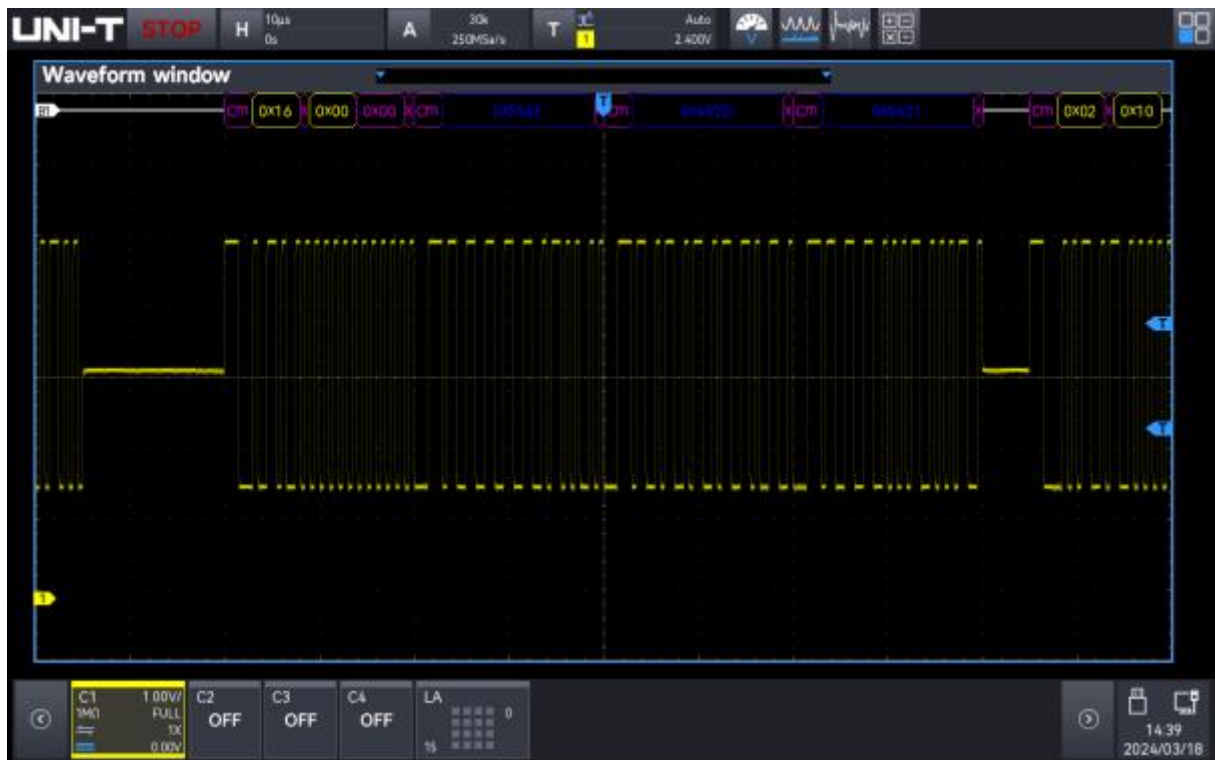 UNI-T STOP H 10μs 0s A 30k 250MSa/s T 1 Auto 2.400V
Waveform window
B1 Cm 0X16 X 0X00 0X00 X Cm T Cm X Cm X Cm 0X02 X 0X10
T
T
1
C1 1.00V/ 1MΩ FULL 1X 0.00V
C2 OFF
C3 OFF
C4 OFF
LA 0 15
14:39
2024/03/18